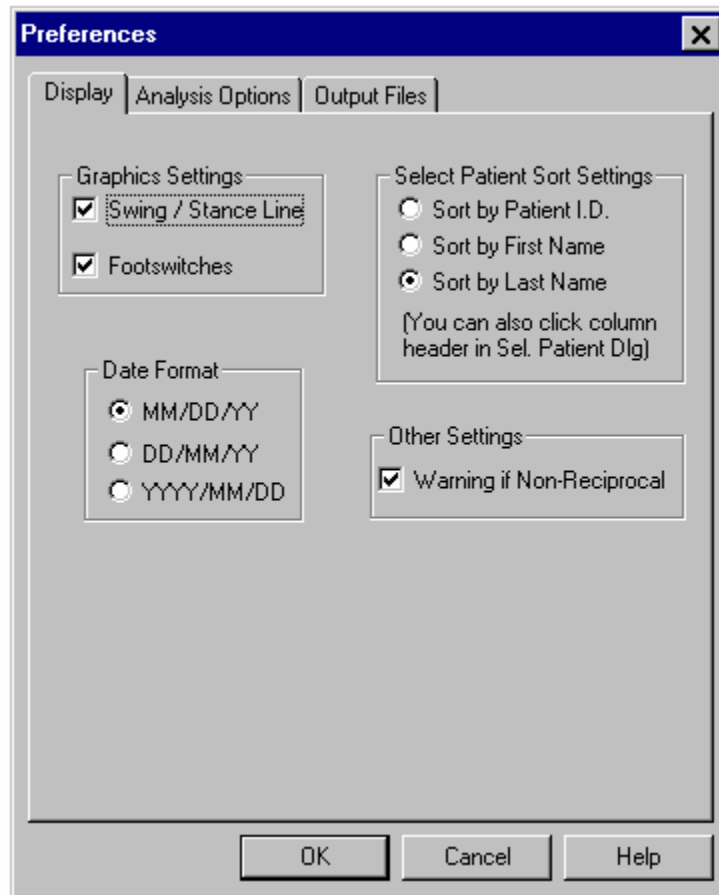 Preferences
Display
Analysis Options
Output Files
Graphics Settings
Swing / Stance Line
Footswitches
Date Format
MM/DD/YY
DD/MM/YY
YYYY/MM/DD
Select Patient Sort Settings
Sort by Patient I.D.
Sort by First Name
Sort by Last Name
(You can also click column
header in Sel. Patient Dlg)
Other Settings
Warning if Non-Reciprocal
OK
Cancel
Help